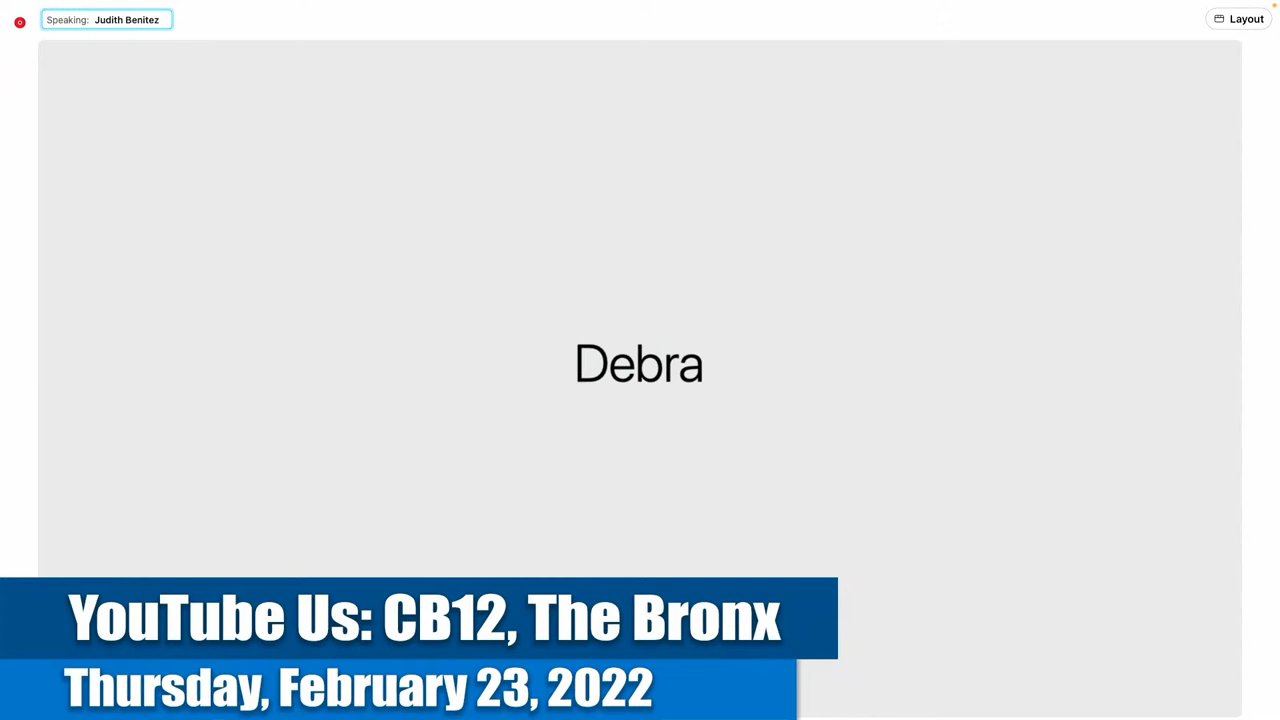 Speaking: Judith Benitez
Layout
Debra
YouTube Us: CB12, The Bronx
Thursday, February 23, 2022